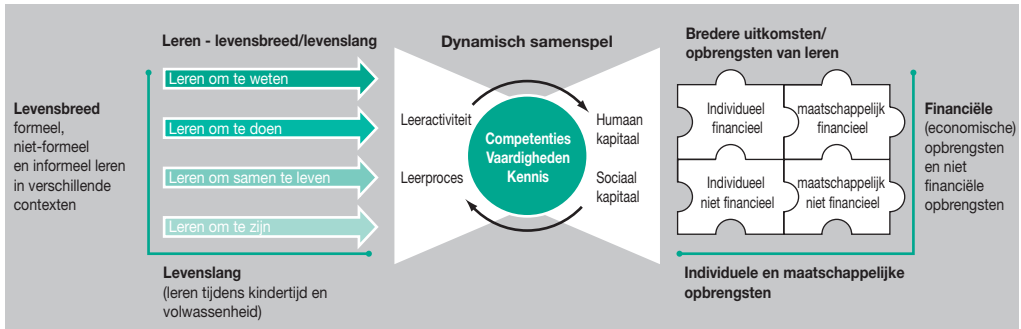 Levensbreed
formeel,
niet-formeel
en informeel leren
in verschillende
contexten
Leren - levensbreed/levenslang
Leren om te weten
Leren om te doen
Leren om samen te leven
Leren om te zijn
Levenslang
(leren tijdens kindertijd en
volwassenheid)
Dynamisch samenspel
Leeractiviteit
Leerproces
Competenties
Vaardigheden
Kennis
Humaan
kapitaal
Sociaal
kapitaal
Bredere uitkomsten/
opbrengsten van leren
Individueel
financieel
maatschappelijk
financieel
Individueel
niet financieel
maatschappelijk
niet financieel
Individuele en maatschappelijke
opbrengsten
Financiële
(economische)
opbrengsten
en niet
financiële
opbrengsten